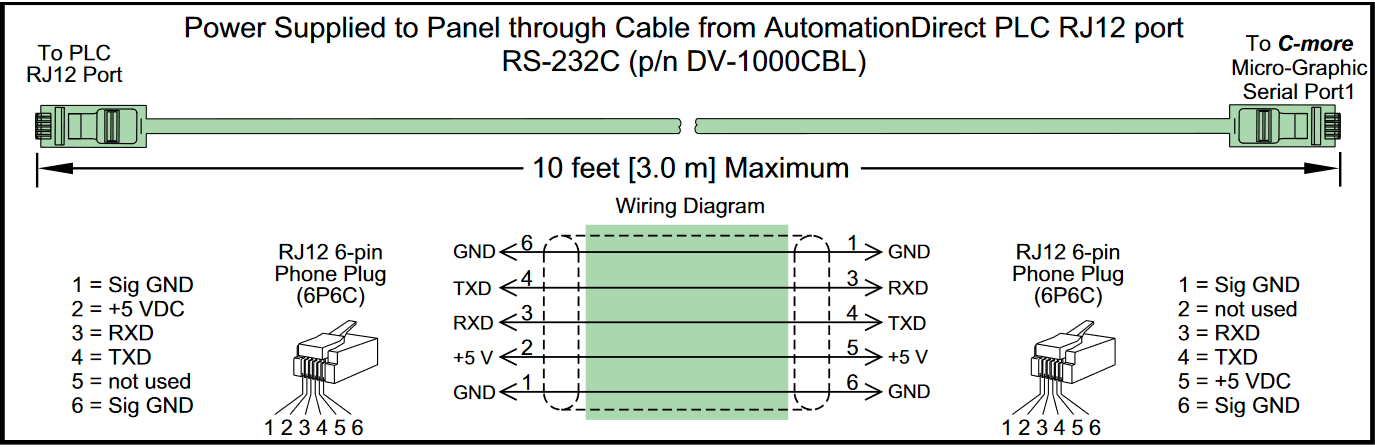 Power Supplied to Panel through Cable from AutomationDirect PLC RJ12 port
RS-232C (p/n DV-1000CBL)
To PLC
RJ12 Port
To C-more
Micro-Graphic
Serial Port1
10 feet [3.0 m] Maximum
Wiring Diagram
1 = Sig GND
2 = +5 VDC
3 = RXD
4 = TXD
5 = not used
6 = Sig GND
RJ12 6-pin
Phone Plug
(6P6C)
1 2 3 4 5 6
GND 6 1 GND
TXD 4 3 RXD
RXD 3 4 TXD
+5 V 2 5 +5 V
GND 1 6 GND
RJ12 6-pin
Phone Plug
(6P6C)
1 2 3 4 5 6
1 = Sig GND
2 = not used
3 = RXD
4 = TXD
5 = +5 VDC
6 = Sig GND